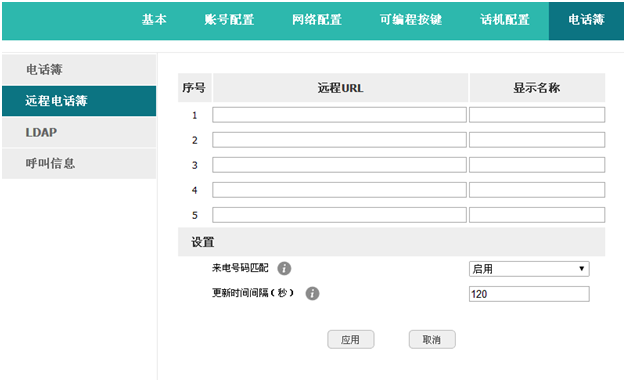 基本 账号配置 网络配置 可编程按键 话机配置 电话簿
电话簿
远程电话簿
LDAP
呼叫信息
序号 远程URL 显示名称
1
2
3
4
5
设置
来电号码匹配 i 启用
更新时间间隔（秒） i 120
应用 取消